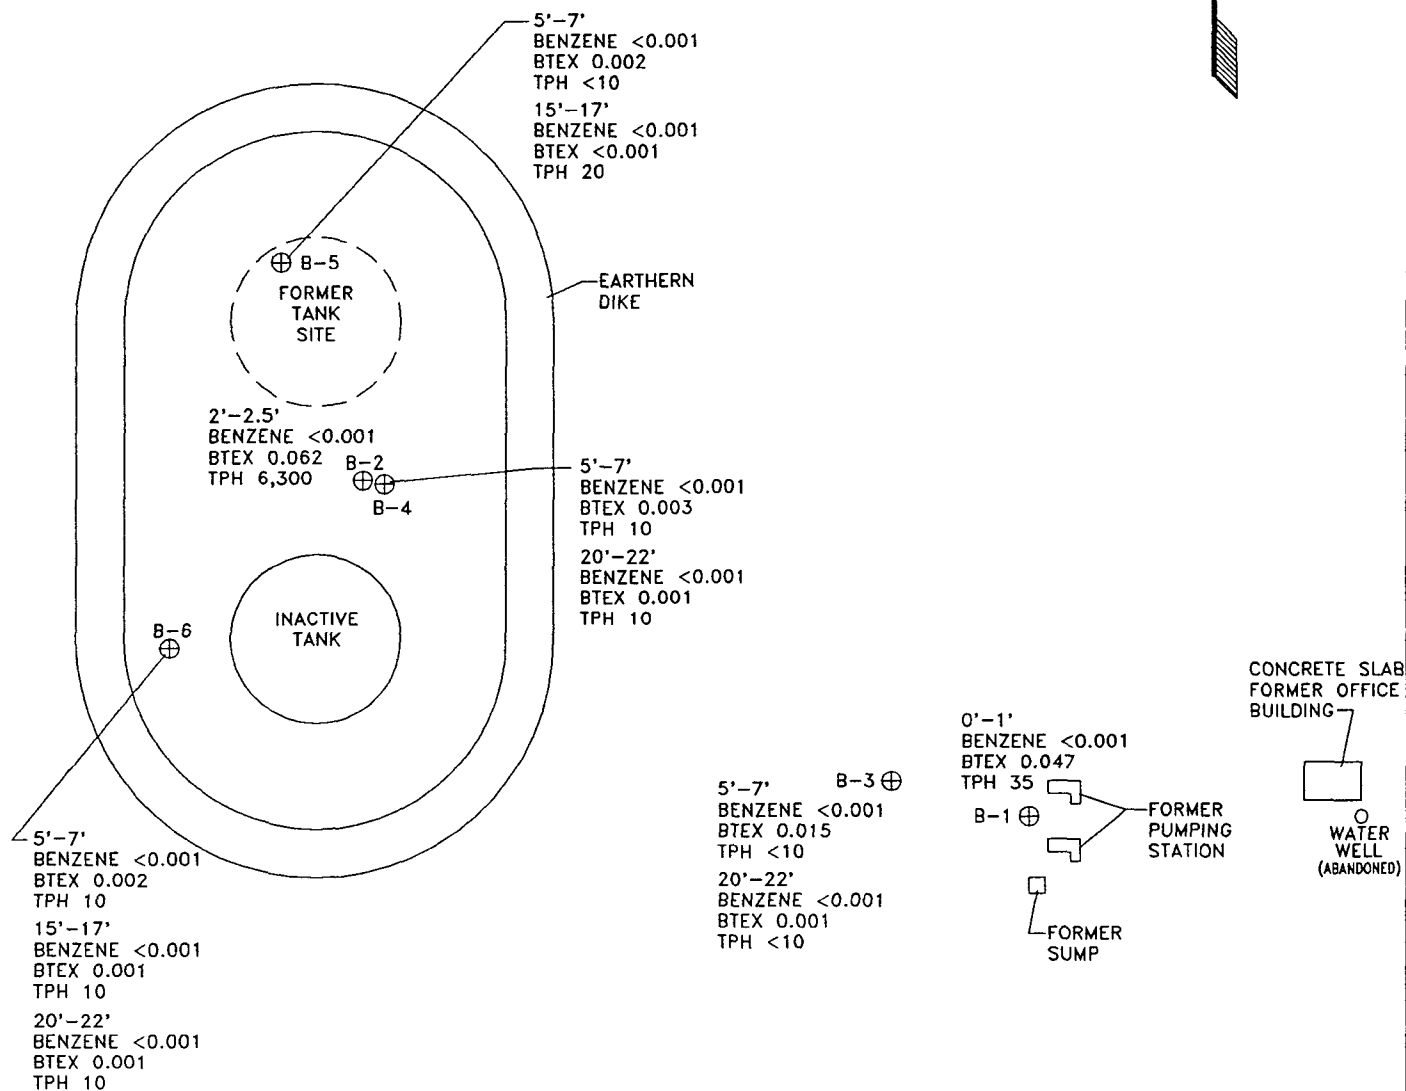 5'-7'
BENZENE <0.001
BTEX 0.002
TPH <10
15'-17'
BENZENE <0.001
BTEX <0.001
TPH 20
B-5
FORMER
TANK
SITE
EARTHERN
DIKE
2'-2.5'
BENZENE <0.001
BTEX 0.062
TPH 6,300
B-2
B-4
5'-7'
BENZENE <0.001
BTEX 0.003
TPH 10
20'-22'
BENZENE <0.001
BTEX 0.001
TPH 10
INACTIVE
TANK
B-6
5'-7'
BENZENE <0.001
BTEX 0.002
TPH 10
15'-17'
BENZENE <0.001
BTEX 0.001
TPH 10
20'-22'
BENZENE <0.001
BTEX 0.001
TPH 10
5'-7'
BENZENE <0.001
BTEX 0.015
TPH <10
20'-22'
BENZENE <0.001
BTEX 0.001
TPH <10
B-3
0'-1'
BENZENE <0.001
BTEX 0.047
TPH 35
B-1
FORMER
PUMPING
STATION
FORMER
SUMP
CONCRETE SLAB
FORMER OFFICE
BUILDING
WATER
WELL
(ABANDONED)